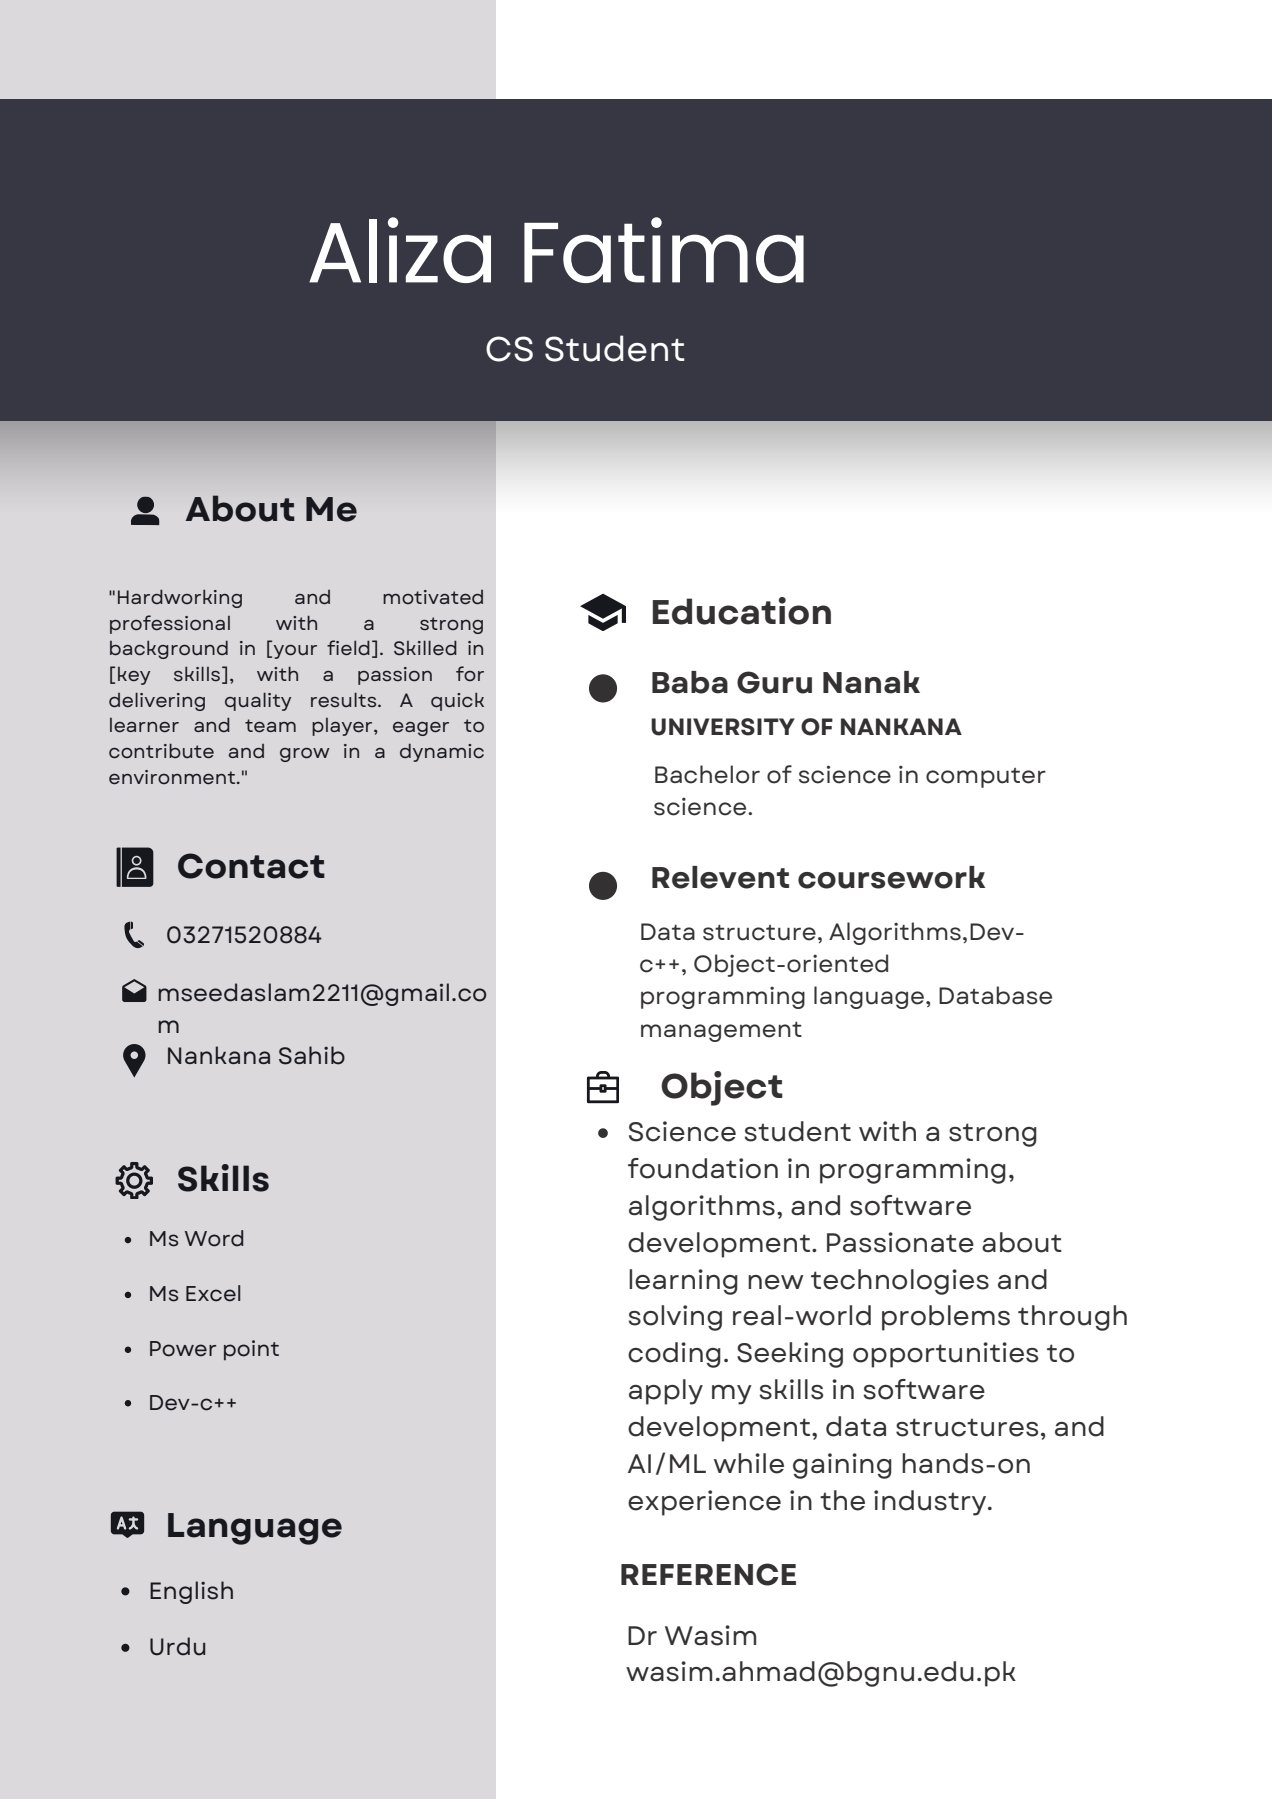 Aliza Fatima
CS Student
About Me
"Hardworking and motivated
professional with a strong
background in [your field]. Skilled in
[key skills], with a passion for
delivering quality results. A quick
learner and team player, eager to
contribute and grow in a dynamic
environment."
Contact
03271520884
mseedaslam2211@gmail.co
m
Nankana Sahib
Skills
Ms Word
Ms Excel
Power point
Dev-c++
Language
English
Urdu
Education
Baba Guru Nanak
UNIVERSITY OF NANKANA
Bachelor of science in computer
science.
Relevent coursework
Data structure, Algorithms,Dev-
c++, Object-oriented
programming language, Database
management
Object
Science student with a strong
foundation in programming,
algorithms, and software
development. Passionate about
learning new technologies and
solving real-world problems through
coding. Seeking opportunities to
apply my skills in software
development, data structures, and
AI/ML while gaining hands-on
experience in the industry.
REFERENCE
Dr Wasim
wasim.ahmad@bgnu.edu.pk